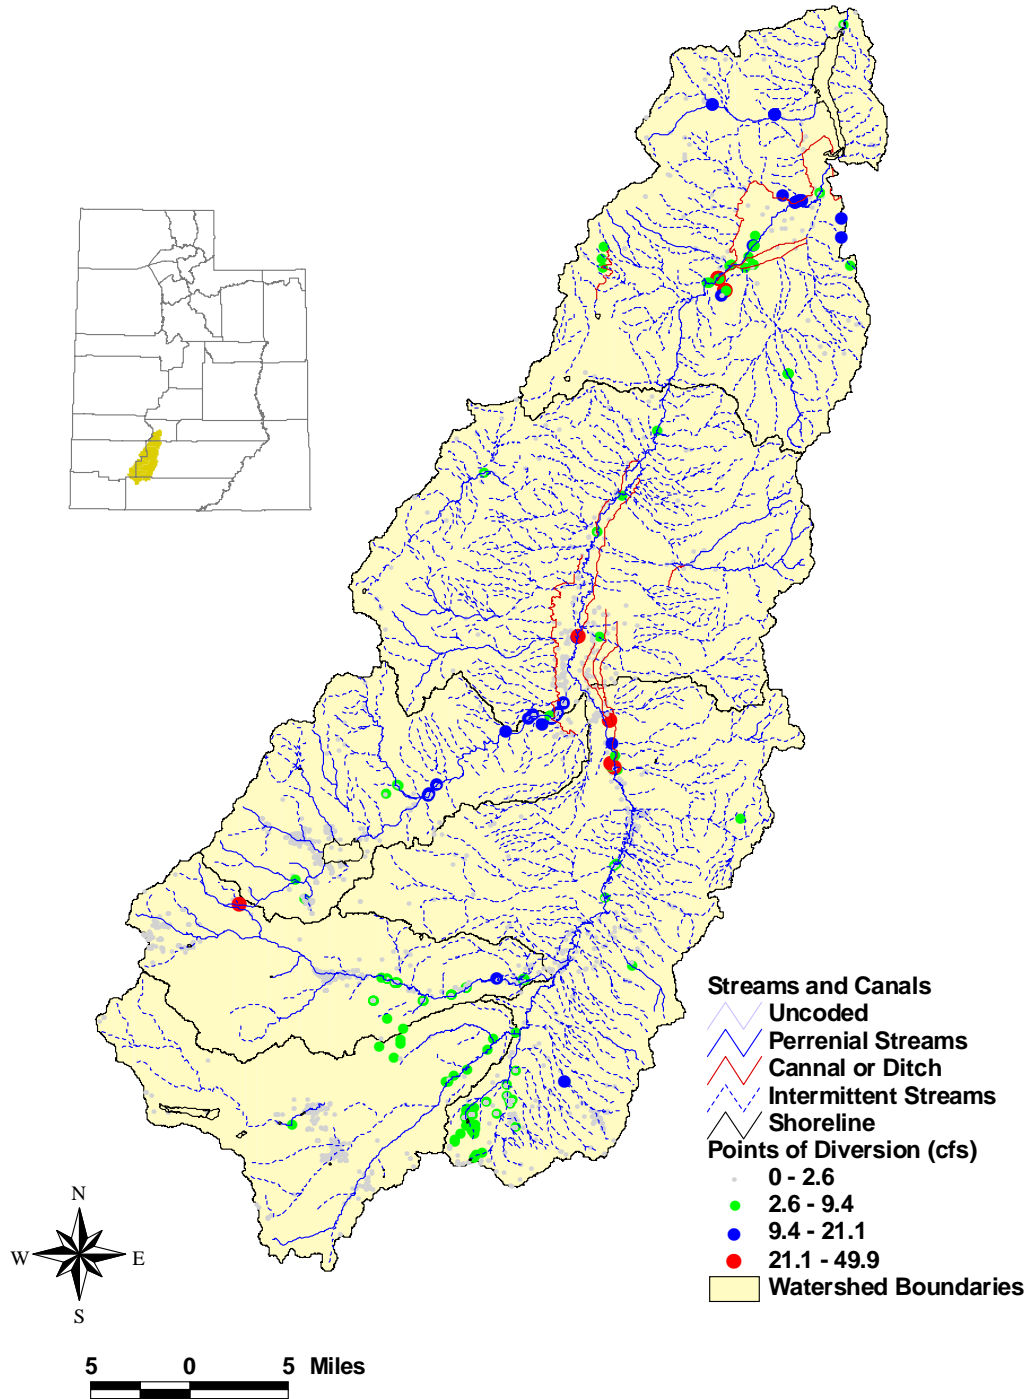 Streams and Canals
Uncoded
Perrenial Streams
Cannal or Ditch
Intermittent Streams
Shoreline
Points of Diversion (cfs)
0 - 2.6
2.6 - 9.4
9.4 - 21.1
21.1 - 49.9
Watershed Boundaries
N
W E
S
5 0 5 Miles